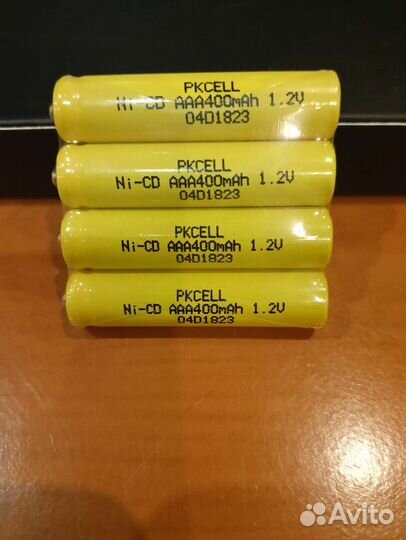 PKCELL
Ni-CD AAA400mAh 1.2V
04D1823
PKCELL
Ni-CD AAA400mAh 1.2V
04D1823
PKCELL
Ni-CD AAA400mAh 1.2V
04D1823
PKCELL
Ni-CD AAA400mAh 1.2V
04D1823
Avito